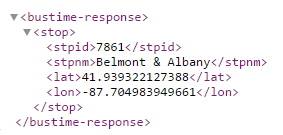 ▼<bustime-response>
▼<stop>
<stpid>7861</stpid>
<stpnm>Belmont & Albany</stpnm>
<lat>41.939322127388</lat>
<lon>-87.704983949661</lon>
</stop>
</bustime-response>